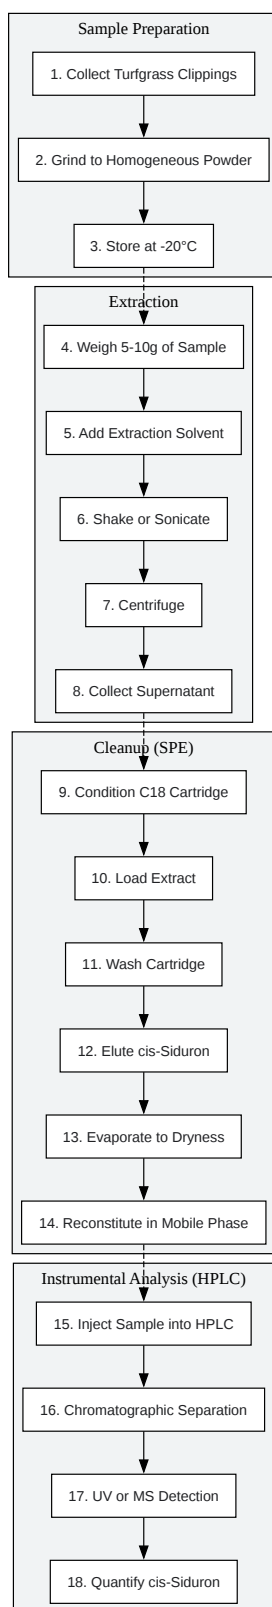 Sample Preparation
1. Collect Turfgrass Clippings
2. Grind to Homogeneous Powder
3. Store at -20°C
Extraction
4. Weigh 5-10g of Sample
5. Add Extraction Solvent
6. Shake or Sonicate
7. Centrifuge
8. Collect Supernatant
Cleanup (SPE)
9. Condition C18 Cartridge
10. Load Extract
11. Wash Cartridge
12. Elute cis-Siduron
13. Evaporate to Dryness
14. Reconstitute in Mobile Phase
Instrumental Analysis (HPLC)
15. Inject Sample into HPLC
16. Chromatographic Separation
17. UV or MS Detection
18. Quantify cis-Siduron